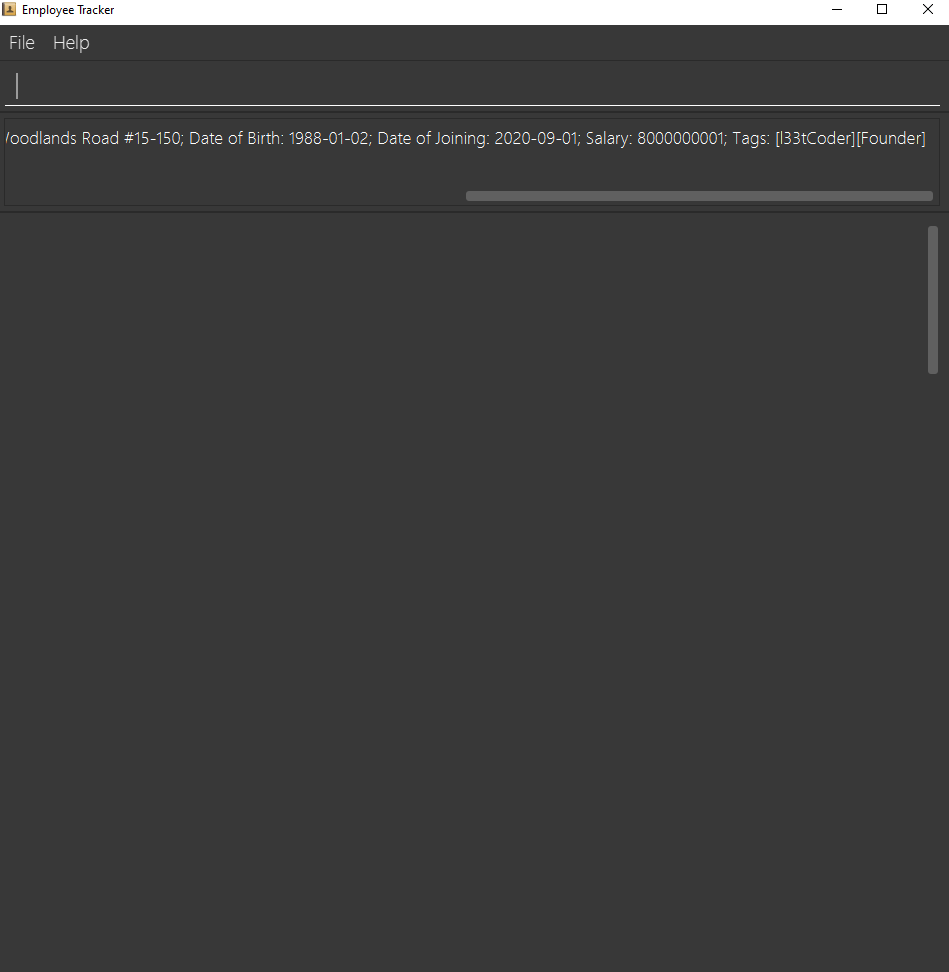 Employee Tracker
File Help
Road #15-150; Date of Birth: 1988-01-02; Date of Joining: 2020-09-01; Salary: 8000000001; Tags: [l33tCoder][Founder]